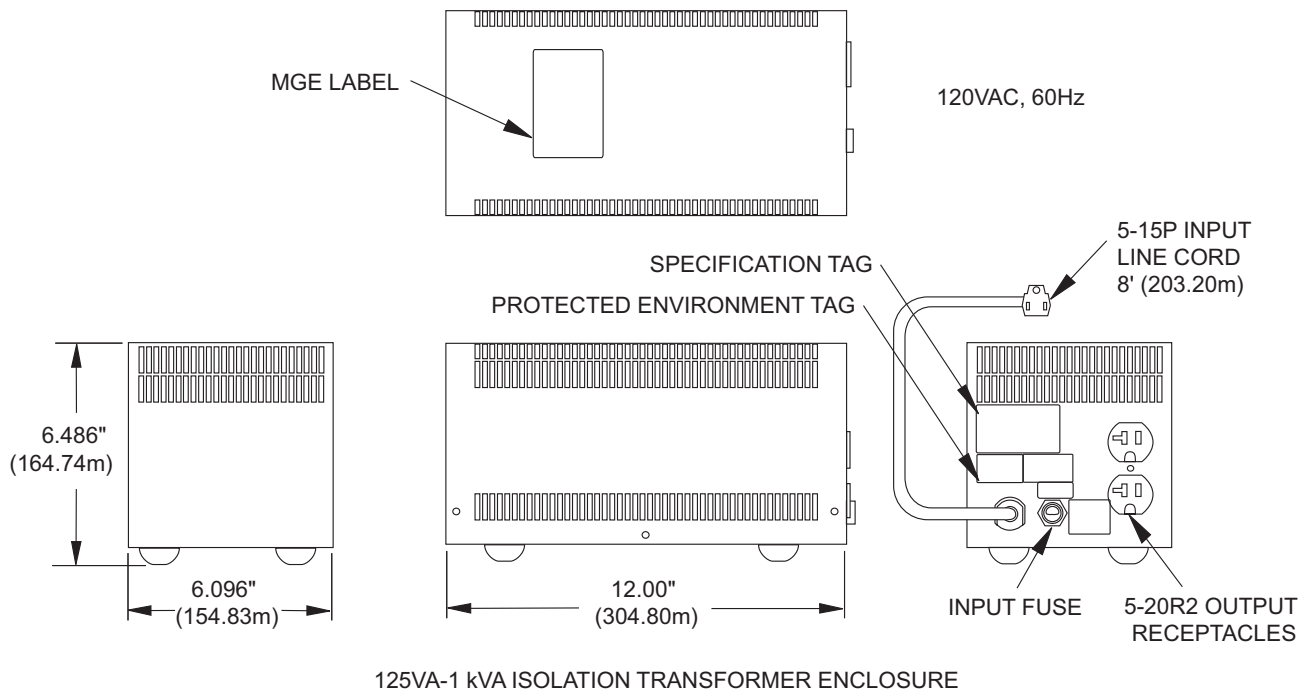 MGE LABEL
120VAC, 60Hz
5-15P INPUT
LINE CORD
8' (203.20m)
SPECIFICATION TAG
PROTECTED ENVIRONMENT TAG
6.486"
(164.74m)
6.096"
(154.83m)
12.00"
(304.80m)
INPUT FUSE
5-20R2 OUTPUT
RECEPTACLES
125VA-1 kVA ISOLATION TRANSFORMER ENCLOSURE